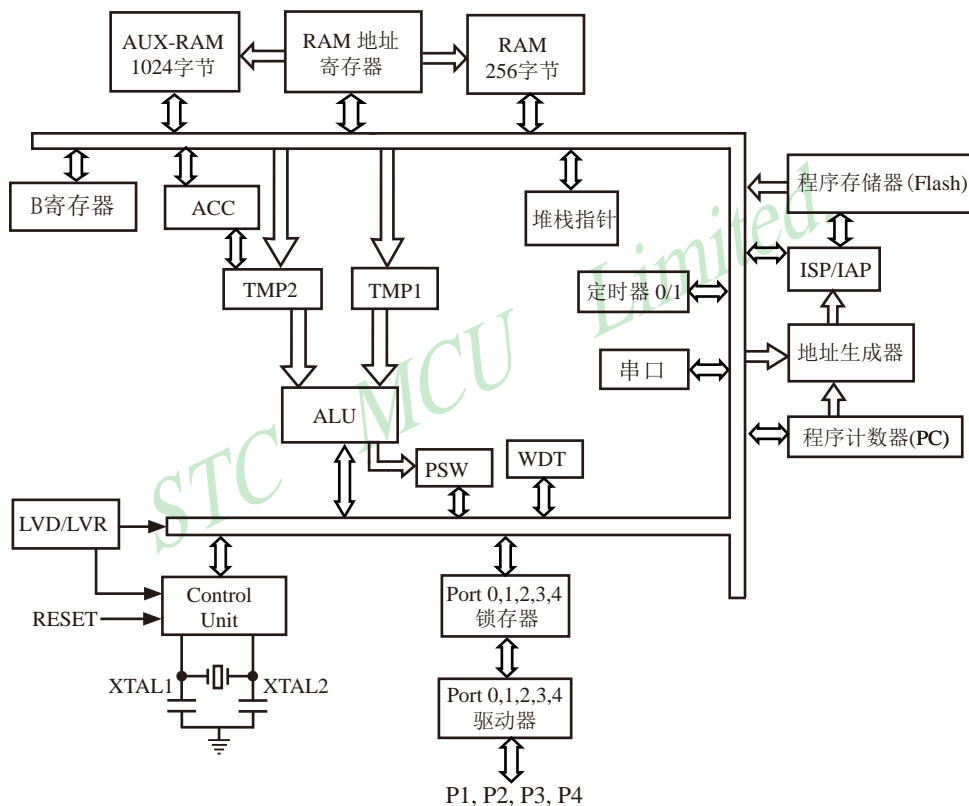 AUX-RAM
1024字节
RAM 地址
寄存器
RAM
256字节
B寄存器
ACC
堆栈指针
程序存储器(Flash)
TMP2
TMP1
定时器 0/1
ISP/IAP
串口
地址生成器
ALU
程序计数器(PC)
PSW
WDT
LVD/LVR
Control
Unit
RESET
XTAL1
XTAL2
Port 0,1,2,3,4
锁存器
Port 0,1,2,3,4
驱动器
P1, P2, P3, P4
STC MCU Limited.